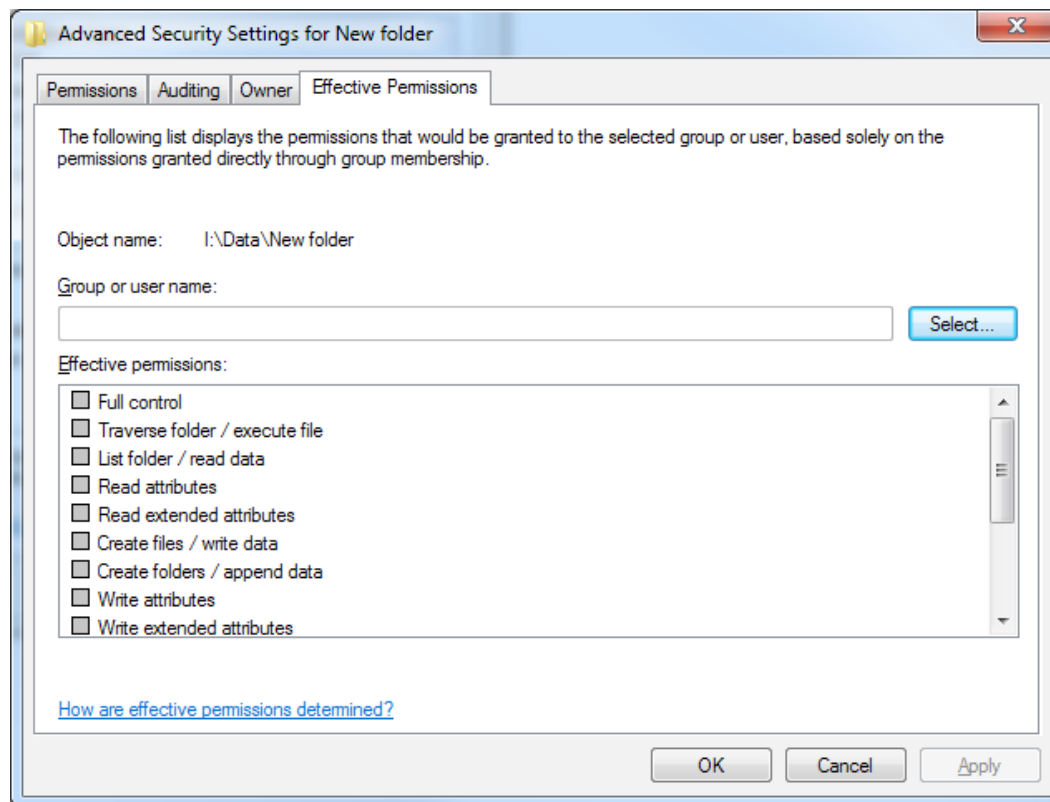 Advanced Security Settings for New folder
Permissions Auditing Owner Effective Permissions
The following list displays the permissions that would be granted to the selected group or user, based solely on the
permissions granted directly through group membership.
Object name: I:\Data\New folder
Group or user name:
Select...
Effective permissions:
Full control
Traverse folder / execute file
List folder / read data
Read attributes
Read extended attributes
Create files / write data
Create folders / append data
Write attributes
Write extended attributes
How are effective permissions determined?
OK Cancel Apply